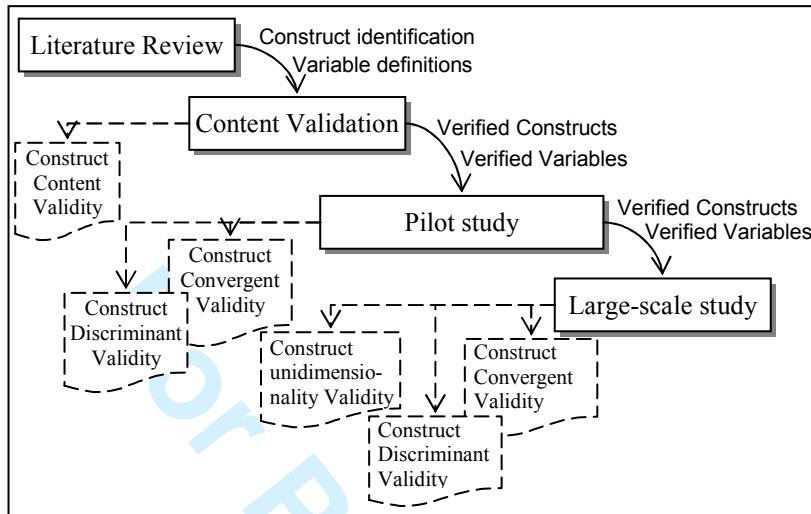 Literature Review
Construct identification
Variable definitions
Content Validation
Verified Constructs
Verified Variables
Construct
Content
Validity
Pilot study
Verified Constructs
Verified Variables
Construct
Convergent
Validity
Construct
Discriminant
Validity
Large-scale study
Construct
unidimensio-
nality Validity
Construct
Convergent
Validity
Construct
Discriminant
Validity
or